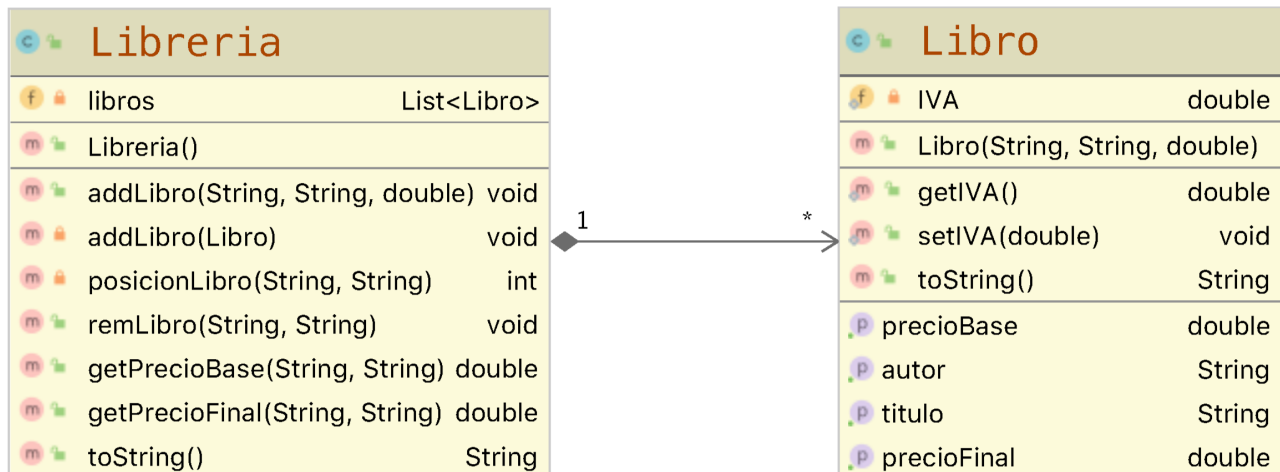 Libreria
libros List<Libro>
Libreria()
addLibro(String, String, double) void
addLibro(Libro) void
posicionLibro(String, String) int
remLibro(String, String) void
getPrecioBase(String, String) double
getPrecioFinal(String, String) double
toString() String
1 *
Libro
IVA double
Libro(String, String, double)
getIVA() double
setIVA(double) void
toString() String
precioBase double
autor String
titulo String
precioFinal double